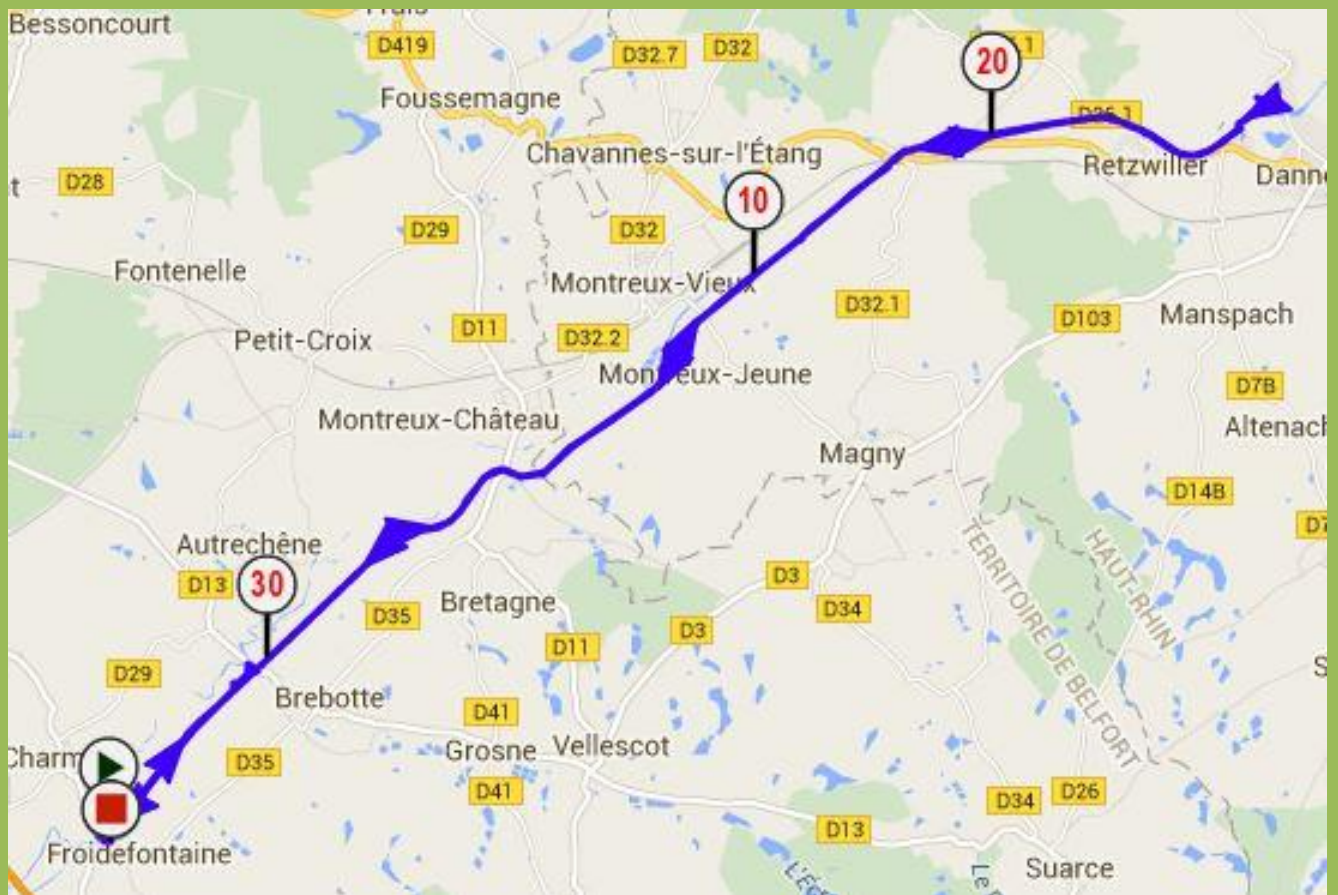 Bessoncourt
D419
D32.7
D32
20
Foussemagne
Chavannes-sur-l'Étang
Retzwiller
D28
10
D29
D32
Fontenelle
Montreux-Vieux
D32.1
D103
Manspach
Petit-Croix
D11
D32.2
Montreux-Jeune
D7B
Montreux-Château
Magny
D14B
Autrechêne
D13
30
D3
TERRITOIRE DE BELFORT
HAUT-RHIN
D35
Bretagne
D34
D11
D3
D29
Brebotte
D41
Grosne
Vellescot
D35
D41
D34
D26
D13
Froidefontaine
Suarce